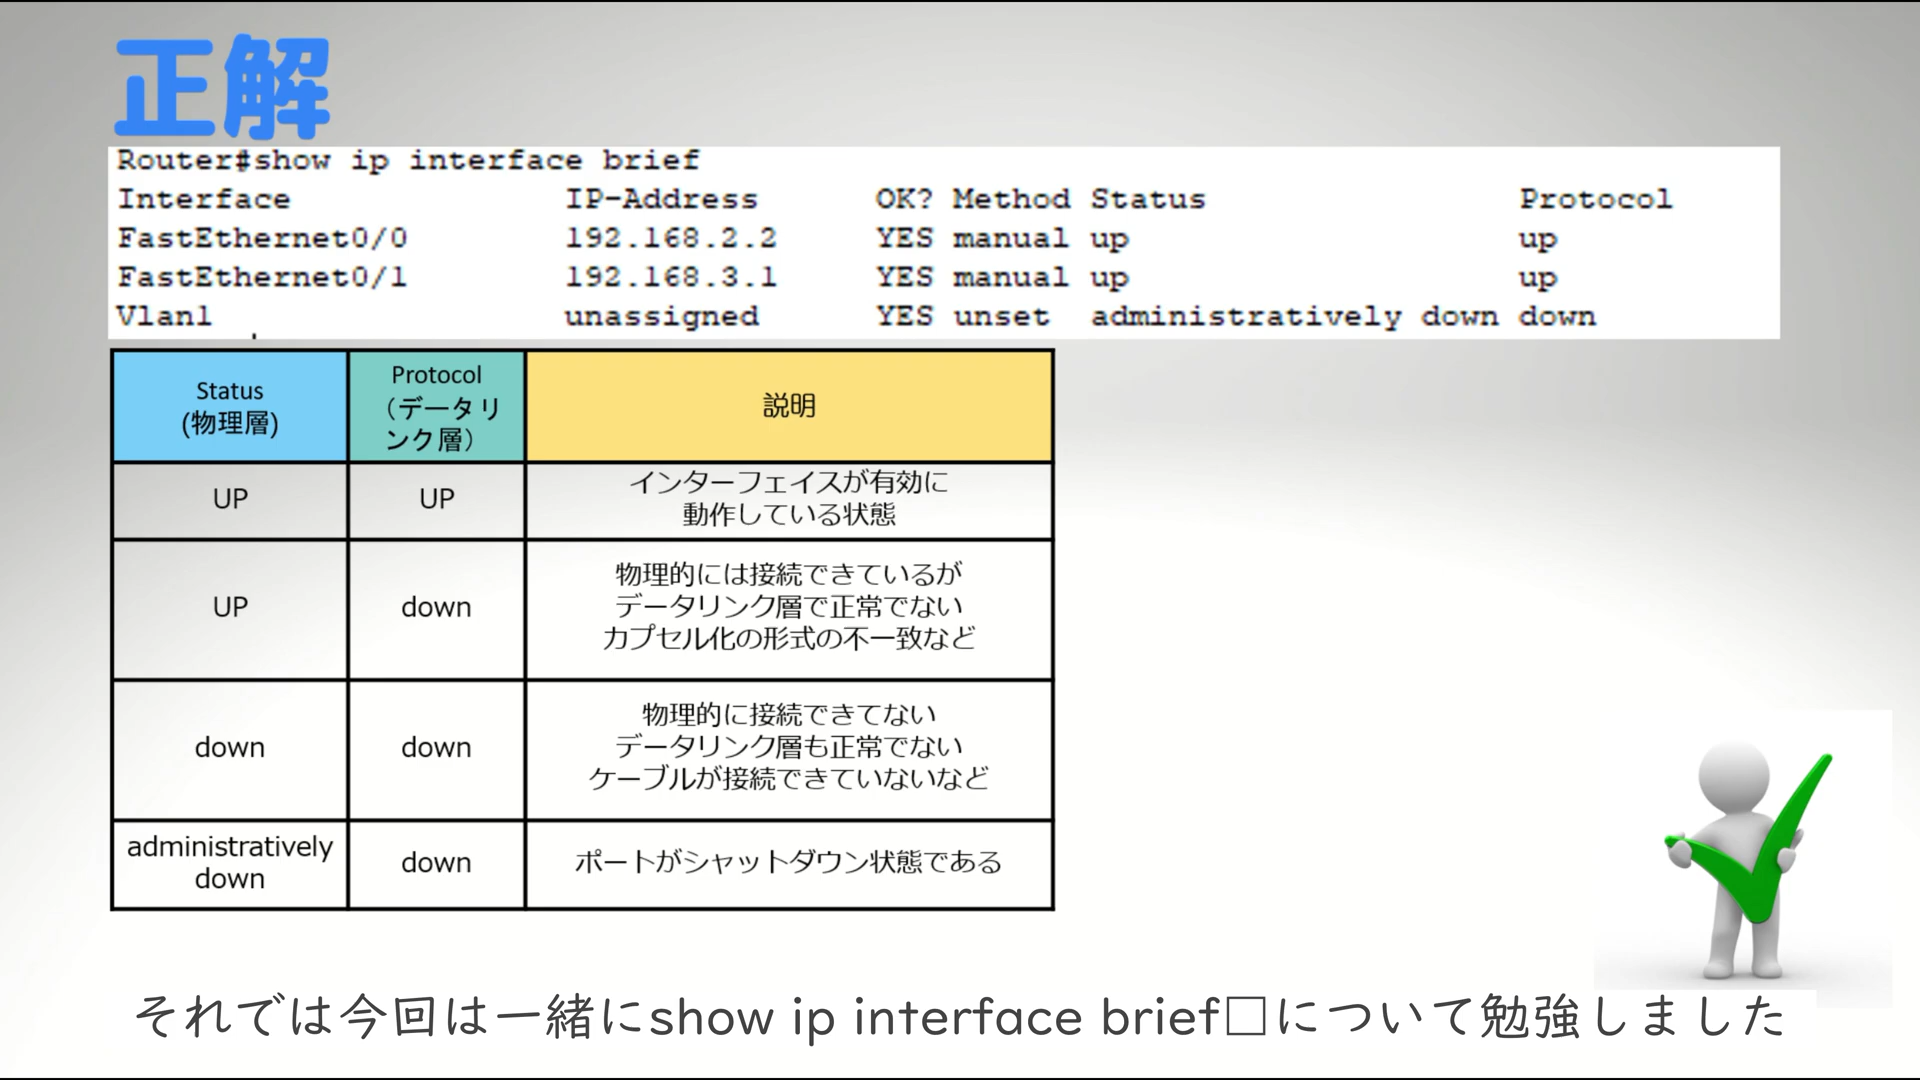 正解
Router#show ip interface brief
Interface IP-Address OK? Method Status Protocol
FastEthernet0/0 192.168.2.2 YES manual up up
FastEthernet0/1 192.168.3.1 YES manual up up
Vlan1 unassigned YES unset administratively down down
Status
(物理層)
Protocol
（データリ
ンク層）
説明
UP
UP
インターフェイスが有効に
動作している状態
UP
down
物理的には接続できているが
データリンク層で正常でない
カプセル化の形式の不一致など
down
down
物理的に接続できてない
データリンク層も正常でない
ケーブルが接続できていないなど
administratively
down
down
ポートがシャットダウン状態である
それでは今回は一緒にshow ip interface brief□について勉強しました